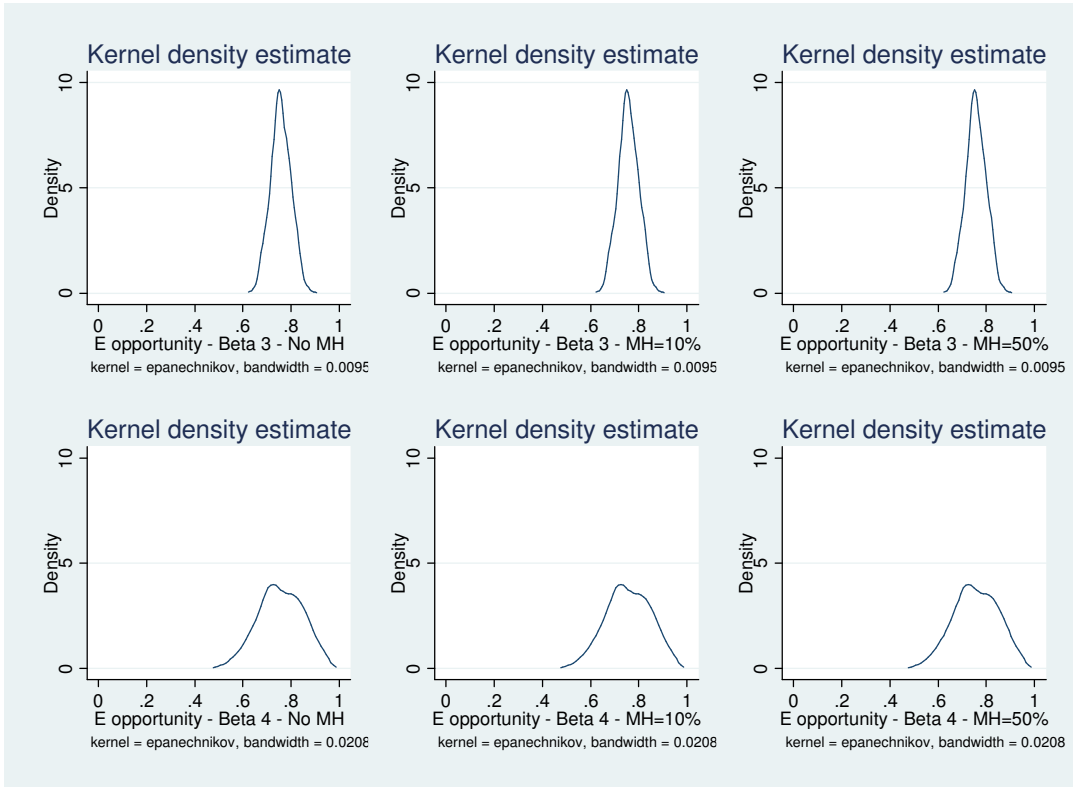 Kernel density estimate
10
5
0
Density
0 .2 .4 .6 .8 1
E opportunity - Beta 3 - No MH
kernel = epanechnikov, bandwidth = 0.0095
Kernel density estimate
10
5
0
Density
0 .2 .4 .6 .8 1
E opportunity - Beta 3 - MH=10%
kernel = epanechnikov, bandwidth = 0.0095
Kernel density estimate
10
5
0
Density
0 .2 .4 .6 .8 1
E opportunity - Beta 3 - MH=50%
kernel = epanechnikov, bandwidth = 0.0095
Kernel density estimate
10
5
0
Density
0 .2 .4 .6 .8 1
E opportunity - Beta 4 - No MH
kernel = epanechnikov, bandwidth = 0.0208
Kernel density estimate
10
5
0
Density
0 .2 .4 .6 .8 1
E opportunity - Beta 4 - MH=10%
kernel = epanechnikov, bandwidth = 0.0208
Kernel density estimate
10
5
0
Density
0 .2 .4 .6 .8 1
E opportunity - Beta 4 - MH=50%
kernel = epanechnikov, bandwidth = 0.0208